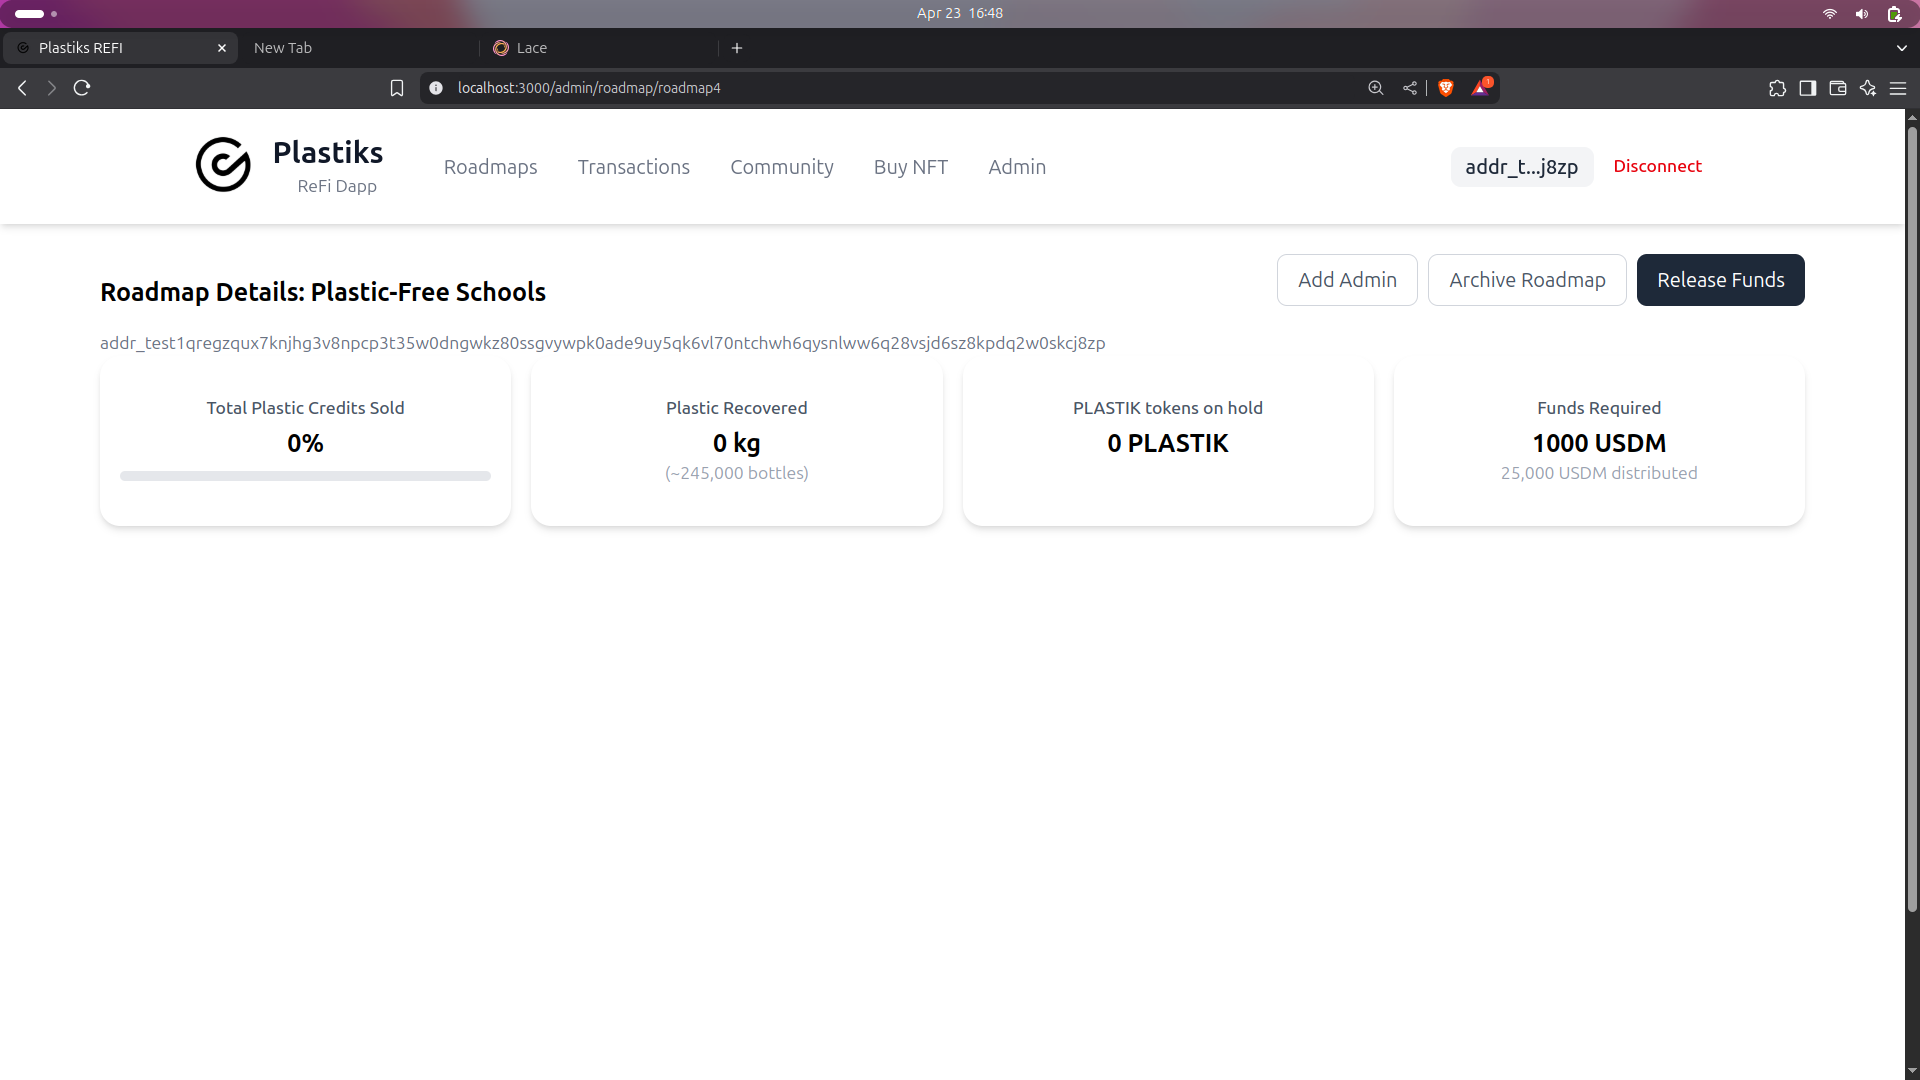 Apr 23 16:48
Plastiks REFI
New Tab
Lace
localhost:3000/admin/roadmap/roadmap4
1
Plastiks
ReFi Dapp
Roadmaps
Transactions
Community
Buy NFT
Admin
addr_t...j8zp
Disconnect
Roadmap Details: Plastic-Free Schools
Add Admin
Archive Roadmap
Release Funds
addr_test1qregzqux7knjhg3v8npcp3t35w0dngwkz80ssgvywpk0ade9uy5qk6vl70ntchwh6qysnlww6q28vsjd6sz8kpdq2w0skcj8zp
Total Plastic Credits Sold
0%
Plastic Recovered
0 kg
(~245,000 bottles)
PLASTIK tokens on hold
0 PLASTIK
Funds Required
1000 USDM
25,000 USDM distributed